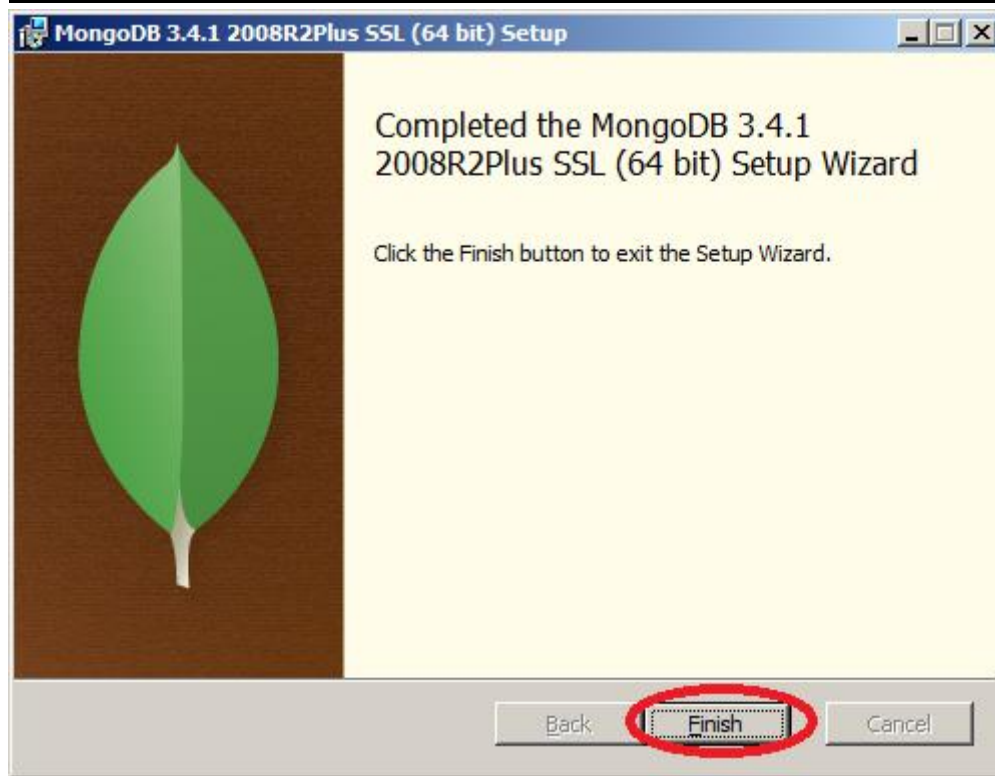 MongoDB 3.4.1 2008R2Plus SSL (64 bit) Setup
Completed the MongoDB 3.4.1
2008R2Plus SSL (64 bit) Setup Wizard
Click the Finish button to exit the Setup Wizard.
Back
Finish
Cancel